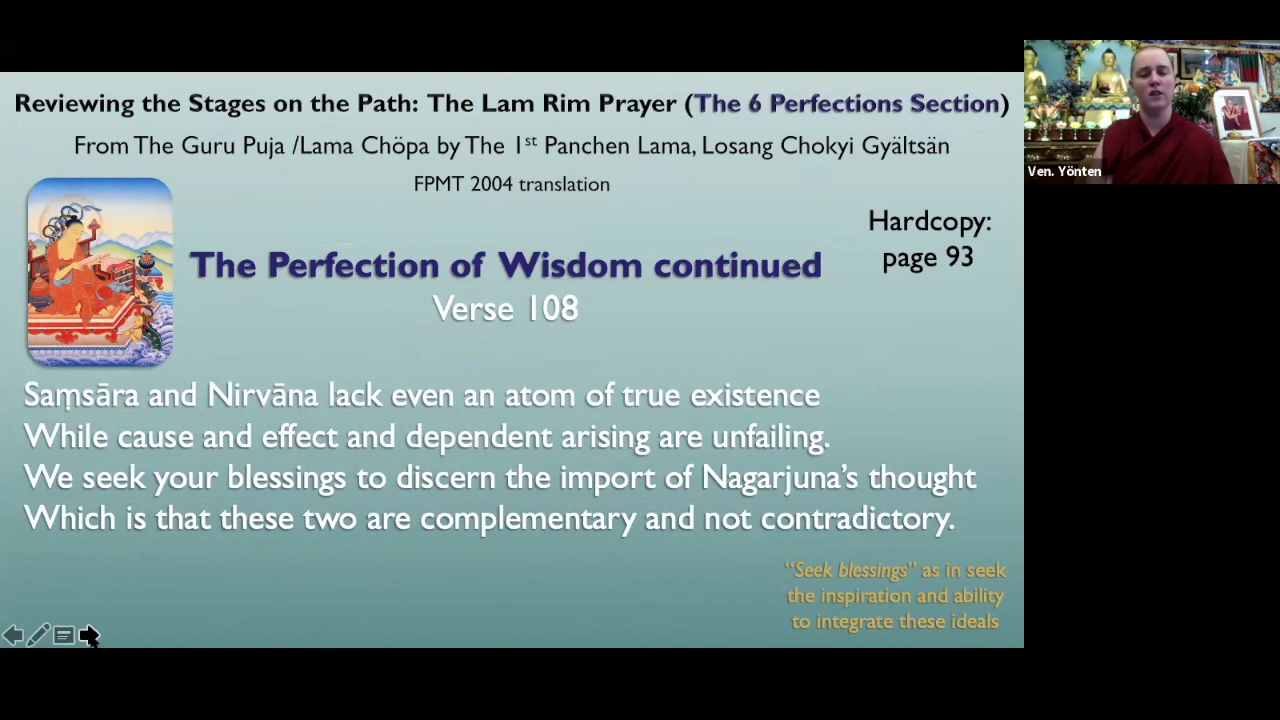 Reviewing the Stages on the Path: The Lam Rim Prayer (The 6 Perfections Section)
From The Guru Puja /Lama Chöpa by The 1st Panchen Lama, Losang Chokyi Gyältsän
FPMT 2004 translation
Ven. Yönten
Hardcopy:
page 93
The Perfection of Wisdom continued
Verse 108
Saṃsāra and Nirvāna lack even an atom of true existence
While cause and effect and dependent arising are unfailing.
We seek your blessings to discern the import of Nagarjuna’s thought
Which is that these two are complementary and not contradictory.
“Seek blessings” as in seek
the inspiration and ability
to integrate these ideals